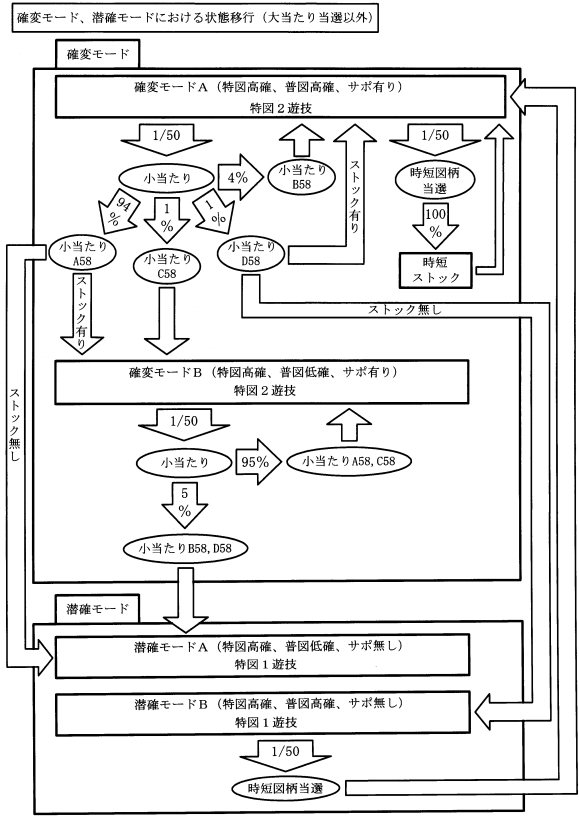 確変モード、潜確モードにおける状態移行（大当たり当選以外）
確変モード
確変モードA（特図高確、普図高確、サポ有り）
特図２遊技
1/50
1/50
小当たり
4%
小当たり
B58
時短図柄
当選
94
%
1
%
1
%
ストック有り
100
%
小当たり
A58
小当たり
C58
小当たり
D58
時短
ストック
ストック有り
ストック無し
ストック無し
確変モードB（特図高確、普図低確、サポ有り）
特図２遊技
1/50
小当たり
95%
小当たりA58,C58
5
%
小当たりB58,D58
潜確モード
潜確モードA（特図高確、普図低確、サポ無し）
特図１遊技
潜確モードB（特図高確、普図高確、サポ無し）
特図１遊技
1/50
時短図柄当選